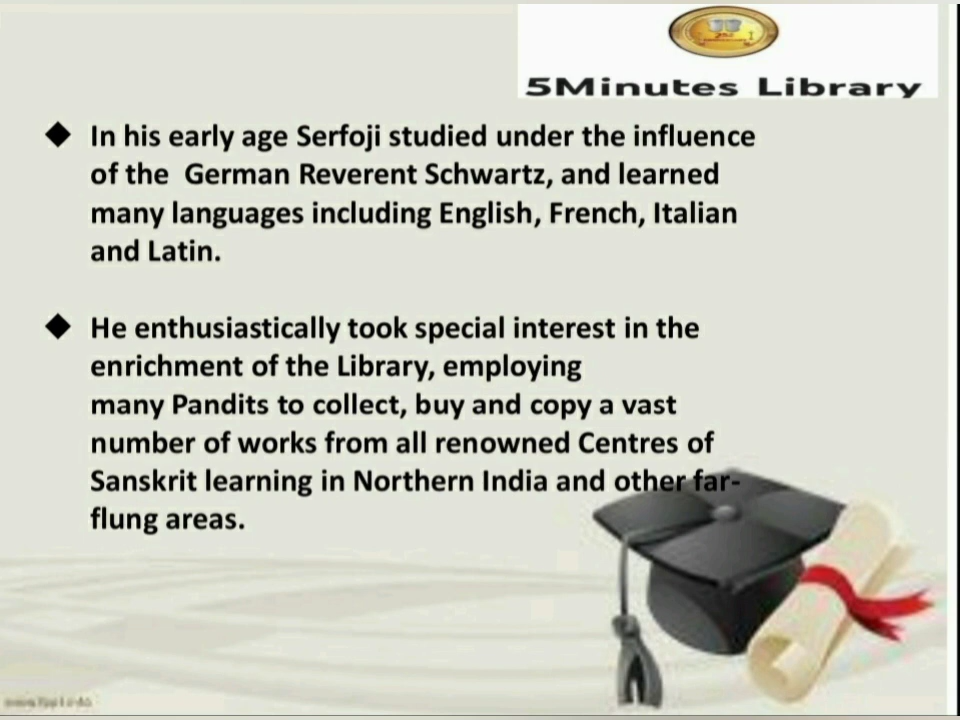 5Minutes Library
In his early age Serfoji studied under the influence
of the German Reverent Schwartz, and learned
many languages including English, French, Italian
and Latin.
He enthusiastically took special interest in the
enrichment of the Library, employing
many Pandits to collect, buy and copy a vast
number of works from all renowned Centres of
Sanskrit learning in Northern India and other far-
flung areas.